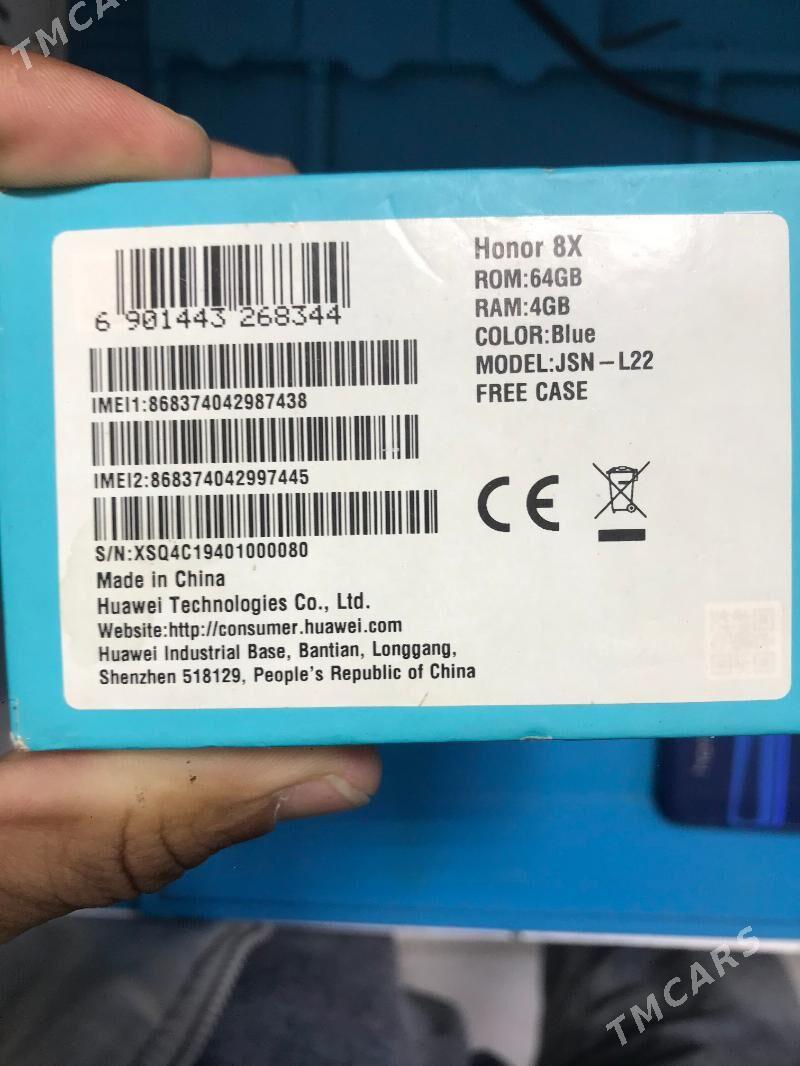 TMCARS
6 901443 268344
IMEI1:868374042987438
IMEI2:868374042997445
S/N:XSQ4C19401000080
Made in China
Huawei Technologies Co., Ltd.
Website:http://consumer.huawei.com
Huawei Industrial Base, Bantian, Longgang,
Shenzhen 518129, People's Republic of China
Honor 8X
ROM:64GB
RAM:4GB
COLOR:Blue
MODEL:JSN-L22
FREE CASE
CE
TMCARS